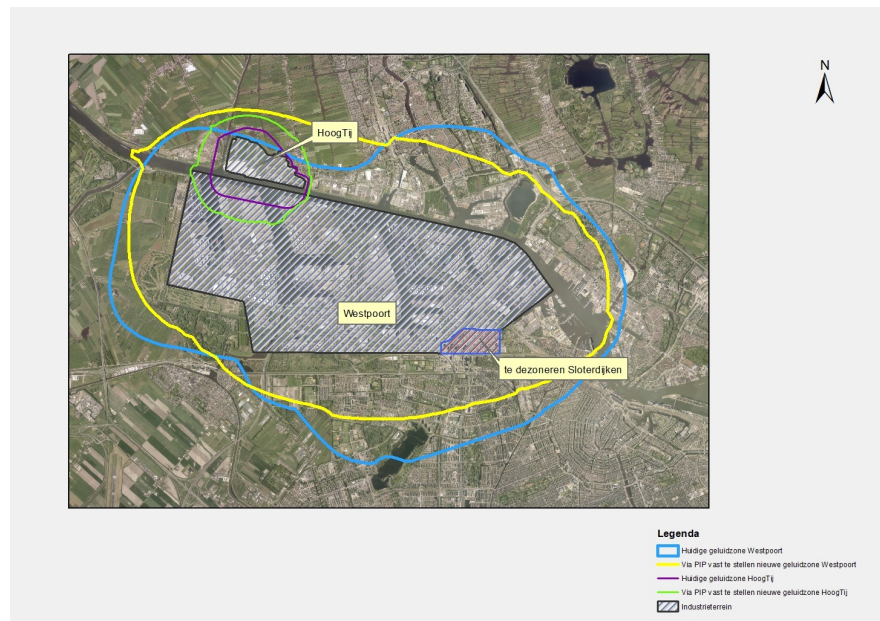 N
HoogTij
Westpoort
te dezoneren Sloterdijken
Legenda
Huidige geluidzone Westpoort
Via PIP vast te stellen nieuwe geluidzone Westpoort
Huidige geluidzone HoogTij
Via PIP vast te stellen nieuwe geluidzone HoogTij
Industrieterrein